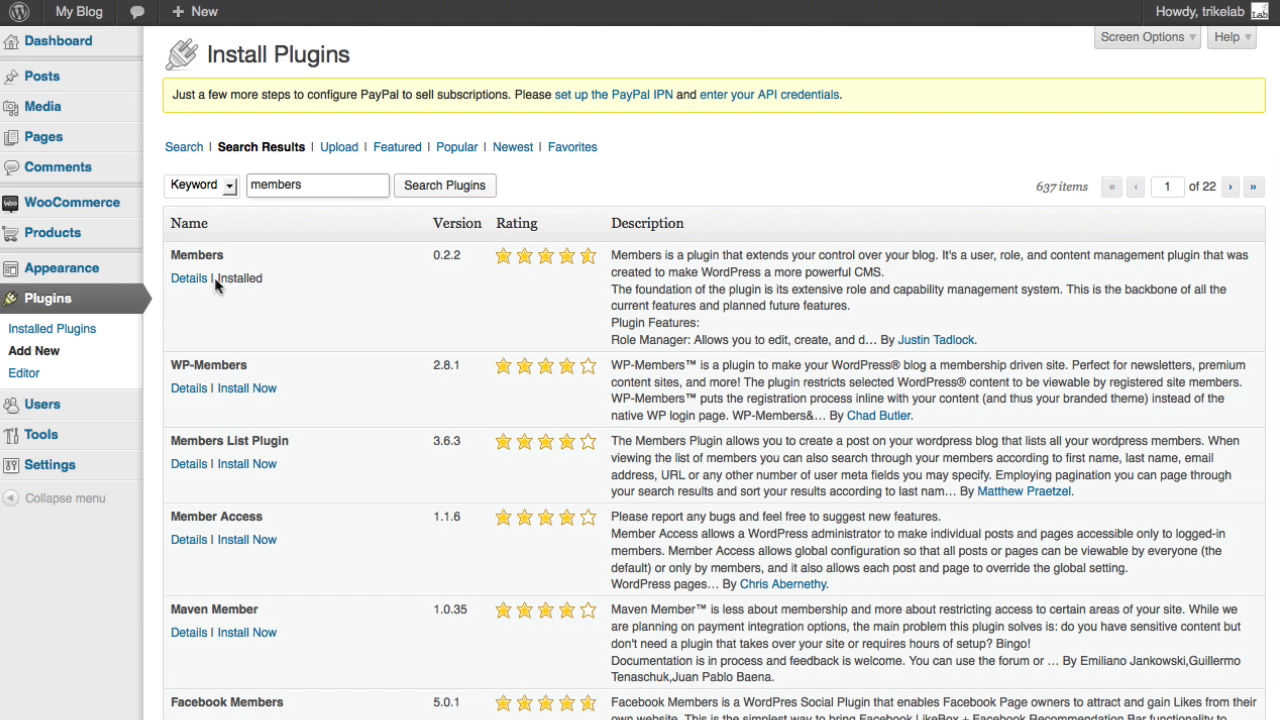 My Blog
New
Howdy, trikelab
Lab
Dashboard
Posts
Media
Pages
Comments
Woo
WooCommerce
Products
Appearance
Plugins
Installed Plugins
Add New
Editor
Users
Tools
Settings
Collapse menu
Screen Options
Help
Install Plugins
Just a few more steps to configure PayPal to sell subscriptions. Please set up the PayPal IPN and enter your API credentials.
Search | Search Results | Upload | Featured | Popular | Newest | Favorites
Keyword members Search Plugins
637 items « ‹ 1 of 22 › »
Name Version Rating Description
Members 0.2.2
Details | Installed
Members is a plugin that extends your control over your blog. It's a user, role, and content management plugin that was
created to make WordPress a more powerful CMS.
The foundation of the plugin is its extensive role and capability management system. This is the backbone of all the
current features and planned future features.
Plugin Features:
Role Manager: Allows you to edit, create, and d... By Justin Tadlock.
WP-Members 2.8.1
Details | Install Now
WP-Members™ is a plugin to make your WordPress® blog a membership driven site. Perfect for newsletters, premium
content sites, and more! The plugin restricts selected WordPress® content to be viewable by registered site members.
WP-Members™ puts the registration process inline with your content (and thus your branded theme) instead of the
native WP login page. WP-Members&... By Chad Butler.
Members List Plugin 3.6.3
Details | Install Now
The Members Plugin allows you to create a post on your wordpress blog that lists all your wordpress members. When
viewing the list of members you can also search through your members according to first name, last name, email
address, URL or any other number of user meta fields you may specify. Employing pagination you can page through
your search results and sort your results according to last nam... By Matthew Praetzel.
Member Access 1.1.6
Details | Install Now
Please report any bugs and feel free to suggest new features.
Member Access allows a WordPress administrator to make individual posts and pages accessible only to logged-in
members. Member Access allows global configuration so that all posts or pages can be viewable by everyone (the
default) or only by members, and it also allows each post and page to override the global setting.
WordPress pages... By Chris Abernethy.
Maven Member 1.0.35
Details | Install Now
Maven Member™ is less about membership and more about restricting access to certain areas of your site. While we
are planning on payment integration options, the main problem this plugin solves is: do you have sensitive content but
don't need a plugin that takes over your site or requires hours of setup? Bingo!
Documentation is in process and feedback is welcome. You can use the forum or ... By Emiliano Jankowski,Guillermo
Tenaschuk,Juan Pablo Baena.
Facebook Members 5.0.1
Facebook Members is a WordPres Social Plugin that enables Facebook Page owners to attract and gain Likes from their
own website. This is the simplest way to bring Facebook LikeBox + Facebook Recommendation Bar functionality to